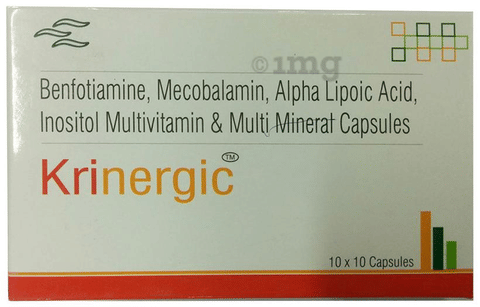 ©1mg
Benfotiamine, Mecobalamin, Alpha Lipoic Acid,
Inositol Multivitamin & Multi Mineral Capsules
Krinergic™
10 x 10 Capsules